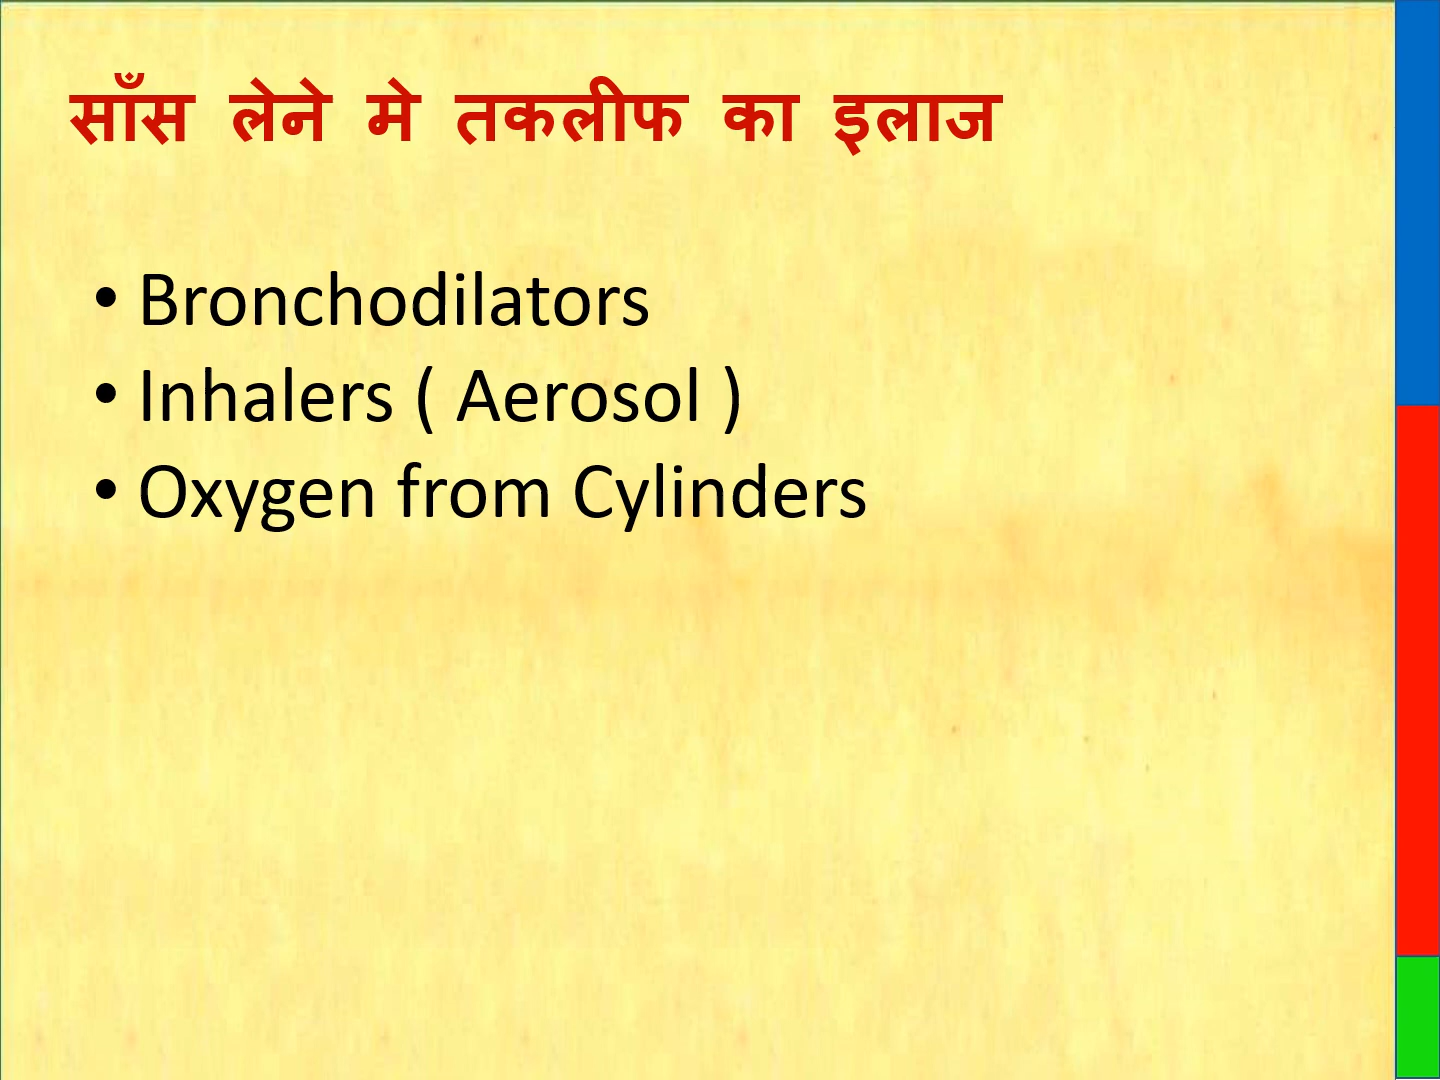 साँस लेने मे तकलीफ का इलाज
• Bronchodilators
• Inhalers ( Aerosol )
• Oxygen from Cylinders